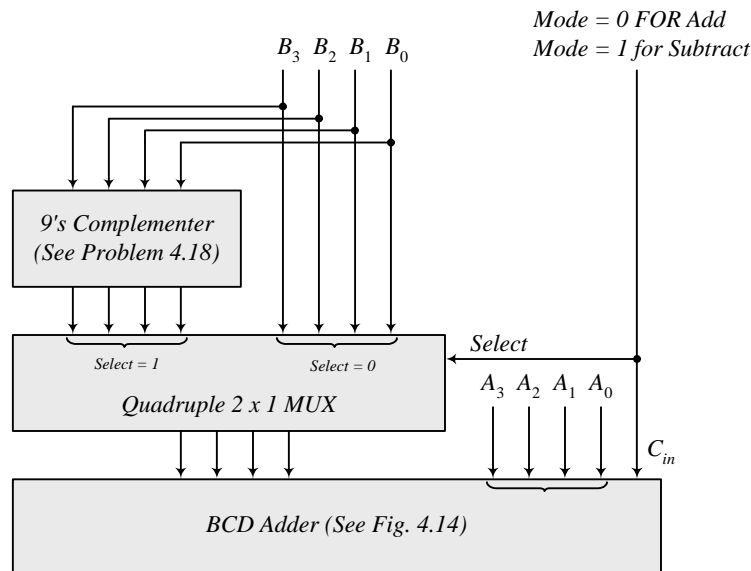 Mode = 0 FOR Add
Mode = 1 for Subtract
B3 B2 B1 B0
9's Complementer
(See Problem 4.18)
Select = 1
Select = 0
Select
Quadruple 2 x 1 MUX
A3 A2 A1 A0
Cin
BCD Adder (See Fig. 4.14)